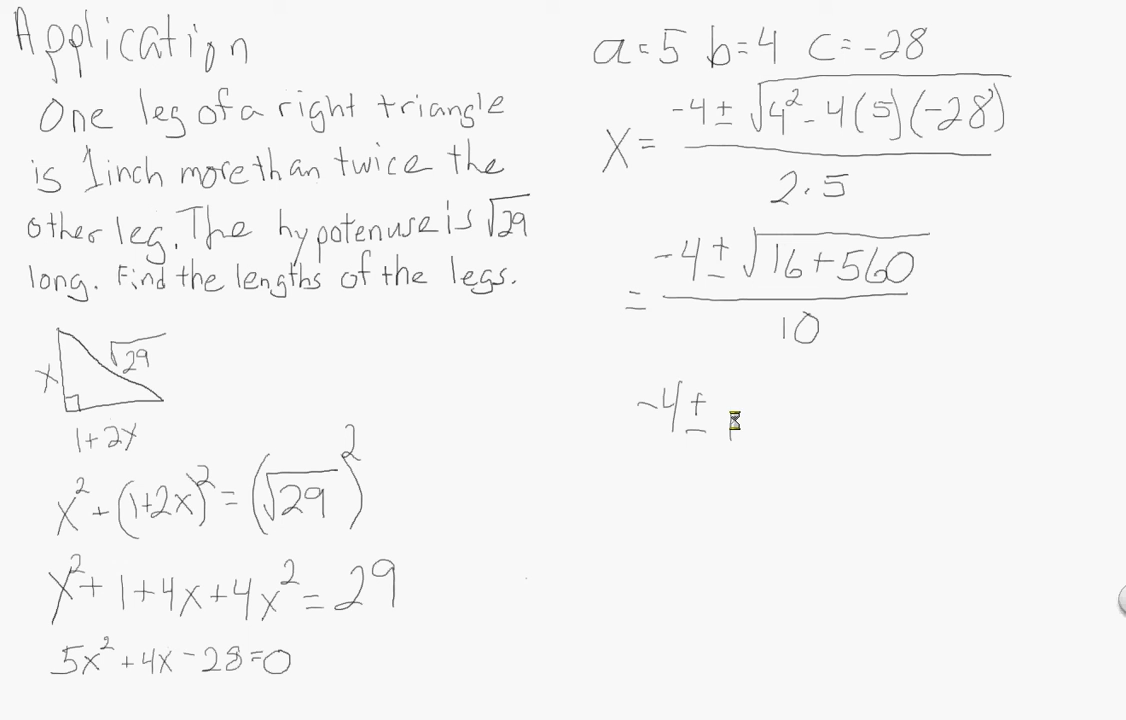 Application
One leg of a right triangle
is 1inch more than twice the
other leg. The hypotenuse is √29
long. Find the lengths of the legs.
x
√29
1+2x
x² + (1+2x)² = (√29)²
x² + 1 + 4x + 4x² = 29
5x² + 4x - 28 = 0
a=5 b=4 c=-28
x = (-4 ± √(4² - 4(5)(-28))) / 2·5
= (-4 ± √(16+560)) / 10
-4 ±